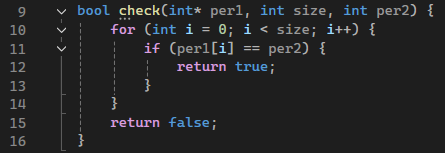 9 bool check(int* per1, int size, int per2) {
10     for (int i = 0; i < size; i++) {
11         if (per1[i] == per2) {
12             return true;
13         }
14     }
15     return false;
16 }